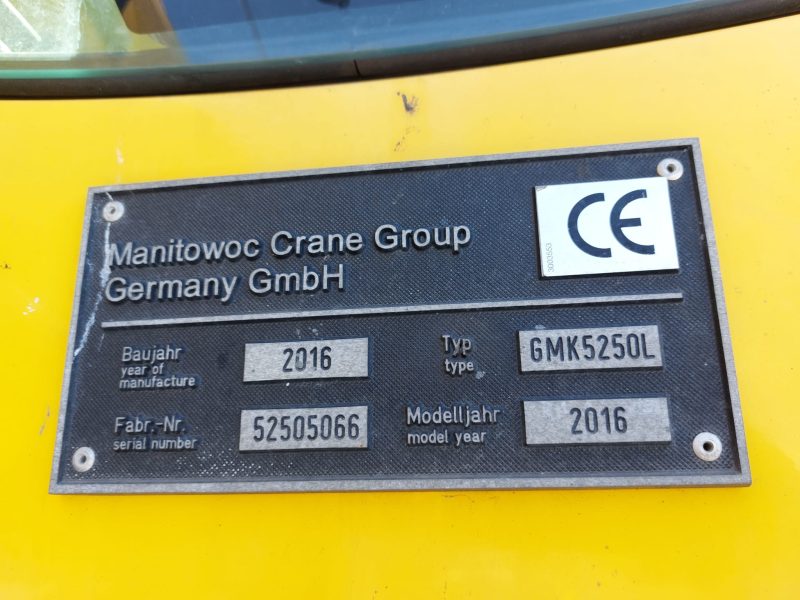 Manitowoc Crane Group
Germany GmbH
CE
3003553
Baujahr
year of
manufacture
2016
Typ
type
GMK5250L
Fabr.-Nr.
serial number
52505066
Modelljahr
model year
2016